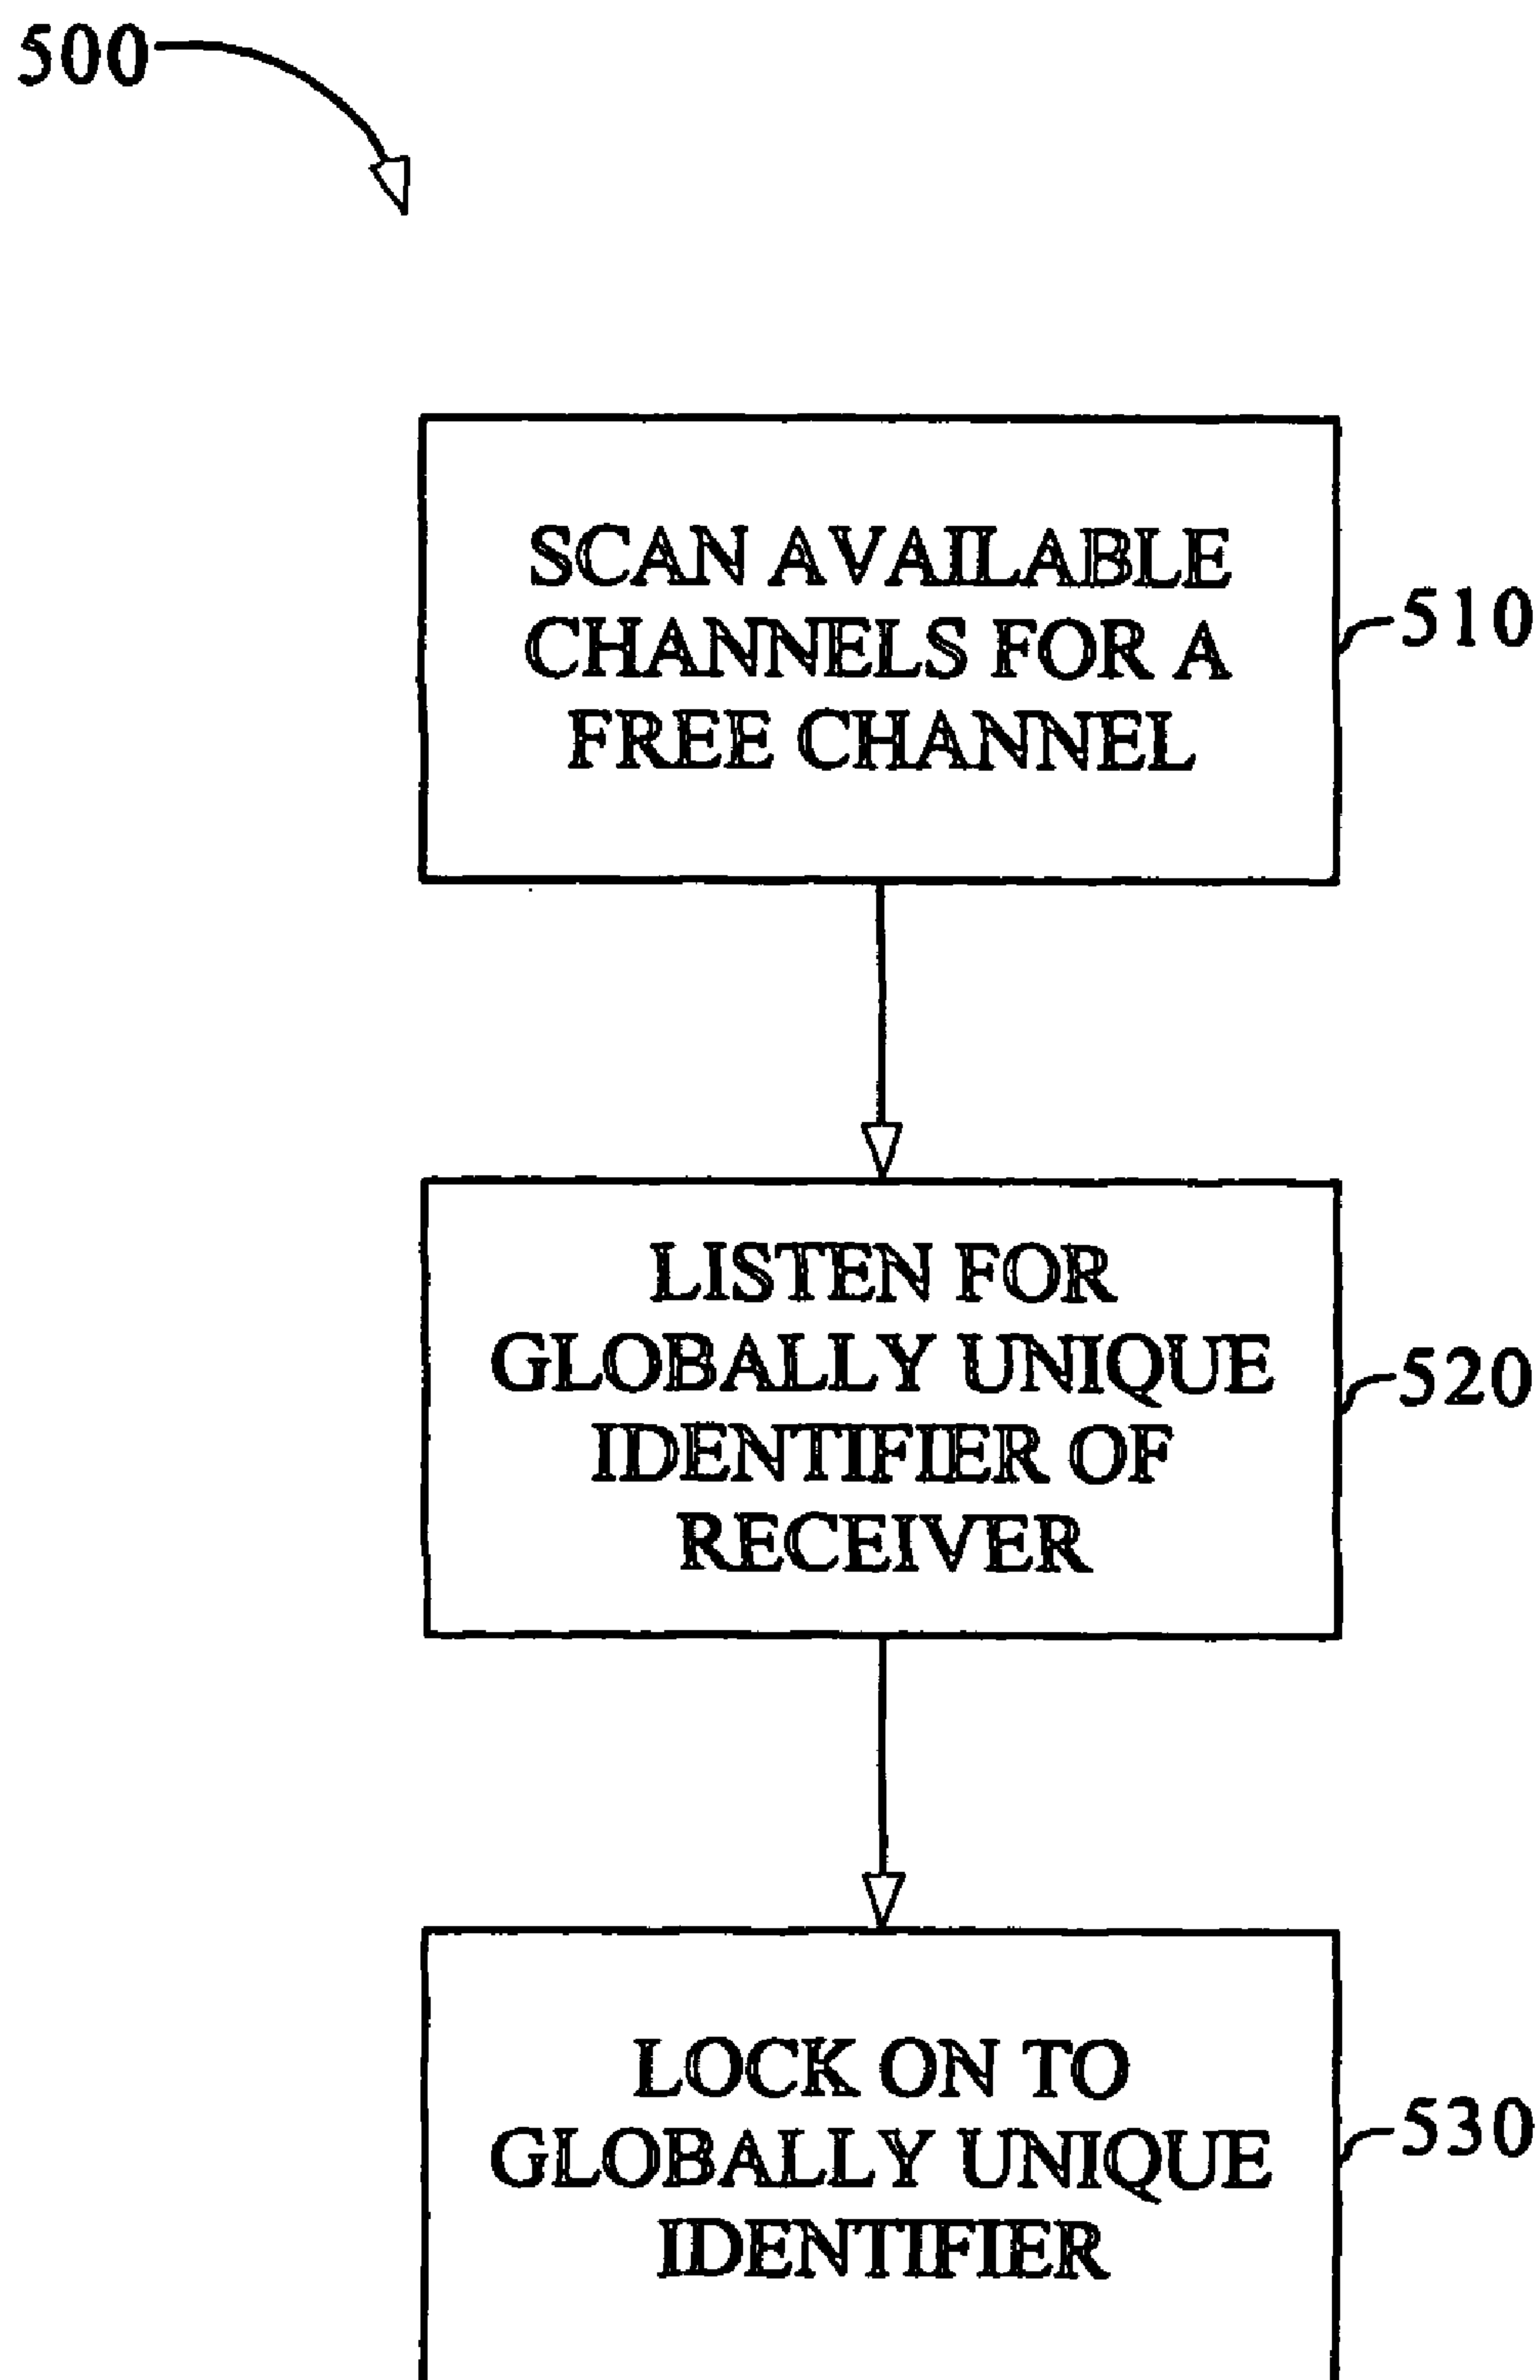 500
SCAN AVAILABLE
CHANNELS FOR A
FREE CHANNEL
510
LISTEN FOR
GLOBALLY UNIQUE
IDENTIFIER OF
RECEIVER
520
LOCK ON TO
GLOBALLY UNIQUE
IDENTIFIER
530